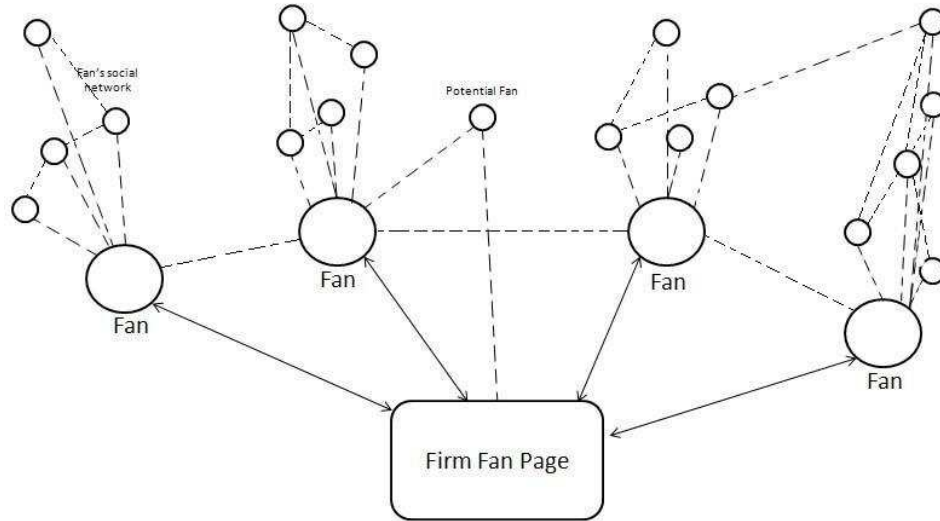 Fan's social
network
Potential Fan
Fan
Fan
Fan
Fan
Firm Fan Page